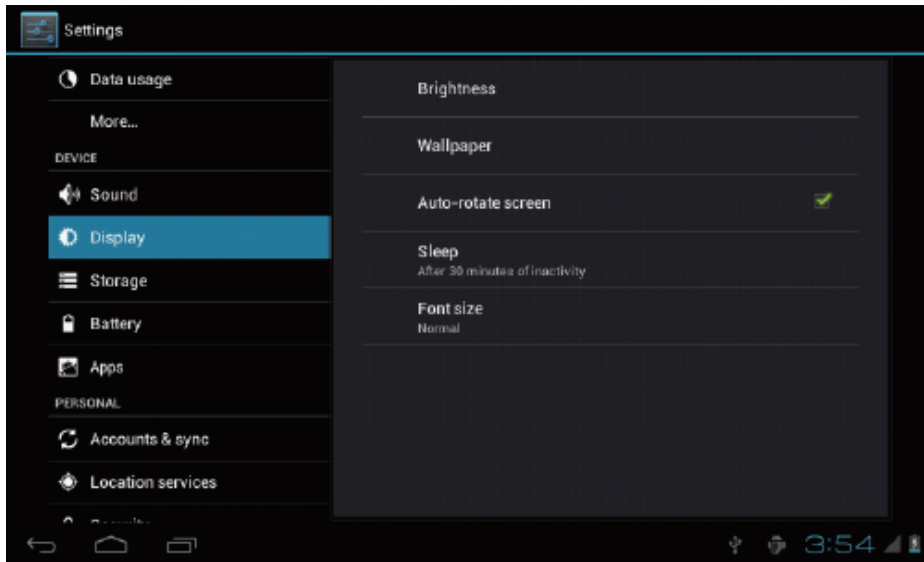 Settings
Data usage
More...
DEVICE
Sound
Display
Storage
Battery
Apps
PERSONAL
Accounts & sync
Location services
Brightness
Wallpaper
Auto-rotate screen
Sleep
After 30 minutes of inactivity
Font size
Normal
3:54